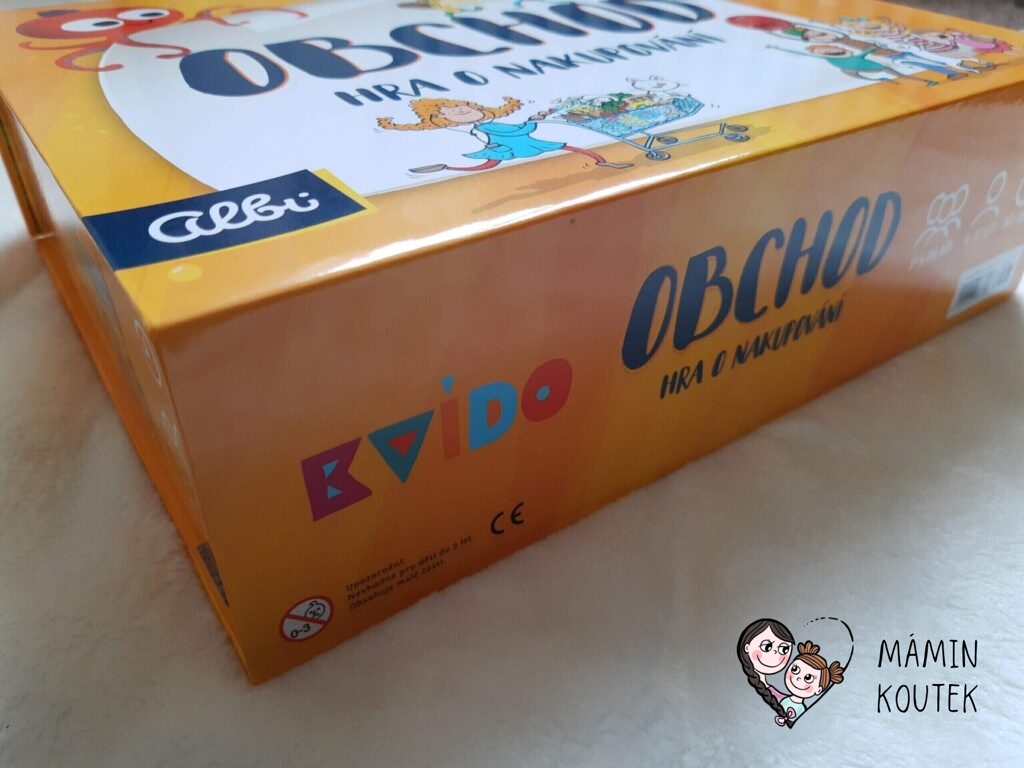 OBCHOD
HRA O NAKUPOVÁNÍ
albi
OBCHOD
HRA O NAKUPOVÁNÍ
KVÍDO
CE
Upozornění:
Nevhodné pro děti do 3 let.
Obsahuje malé části.
0-3
MÁMIN
KOUTEK